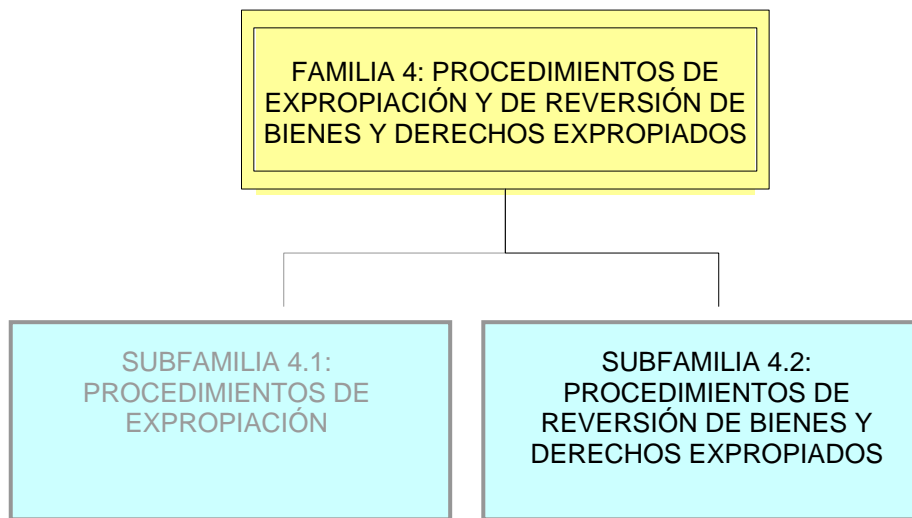 FAMILIA 4: PROCEDIMIENTOS DE
EXPROPIACIÓN Y DE REVERSIÓN DE
BIENES Y DERECHOS EXPROPIADOS
SUBFAMILIA 4.1:
PROCEDIMIENTOS DE
EXPROPIACIÓN
SUBFAMILIA 4.2:
PROCEDIMIENTOS DE
REVERSIÓN DE BIENES Y
DERECHOS EXPROPIADOS